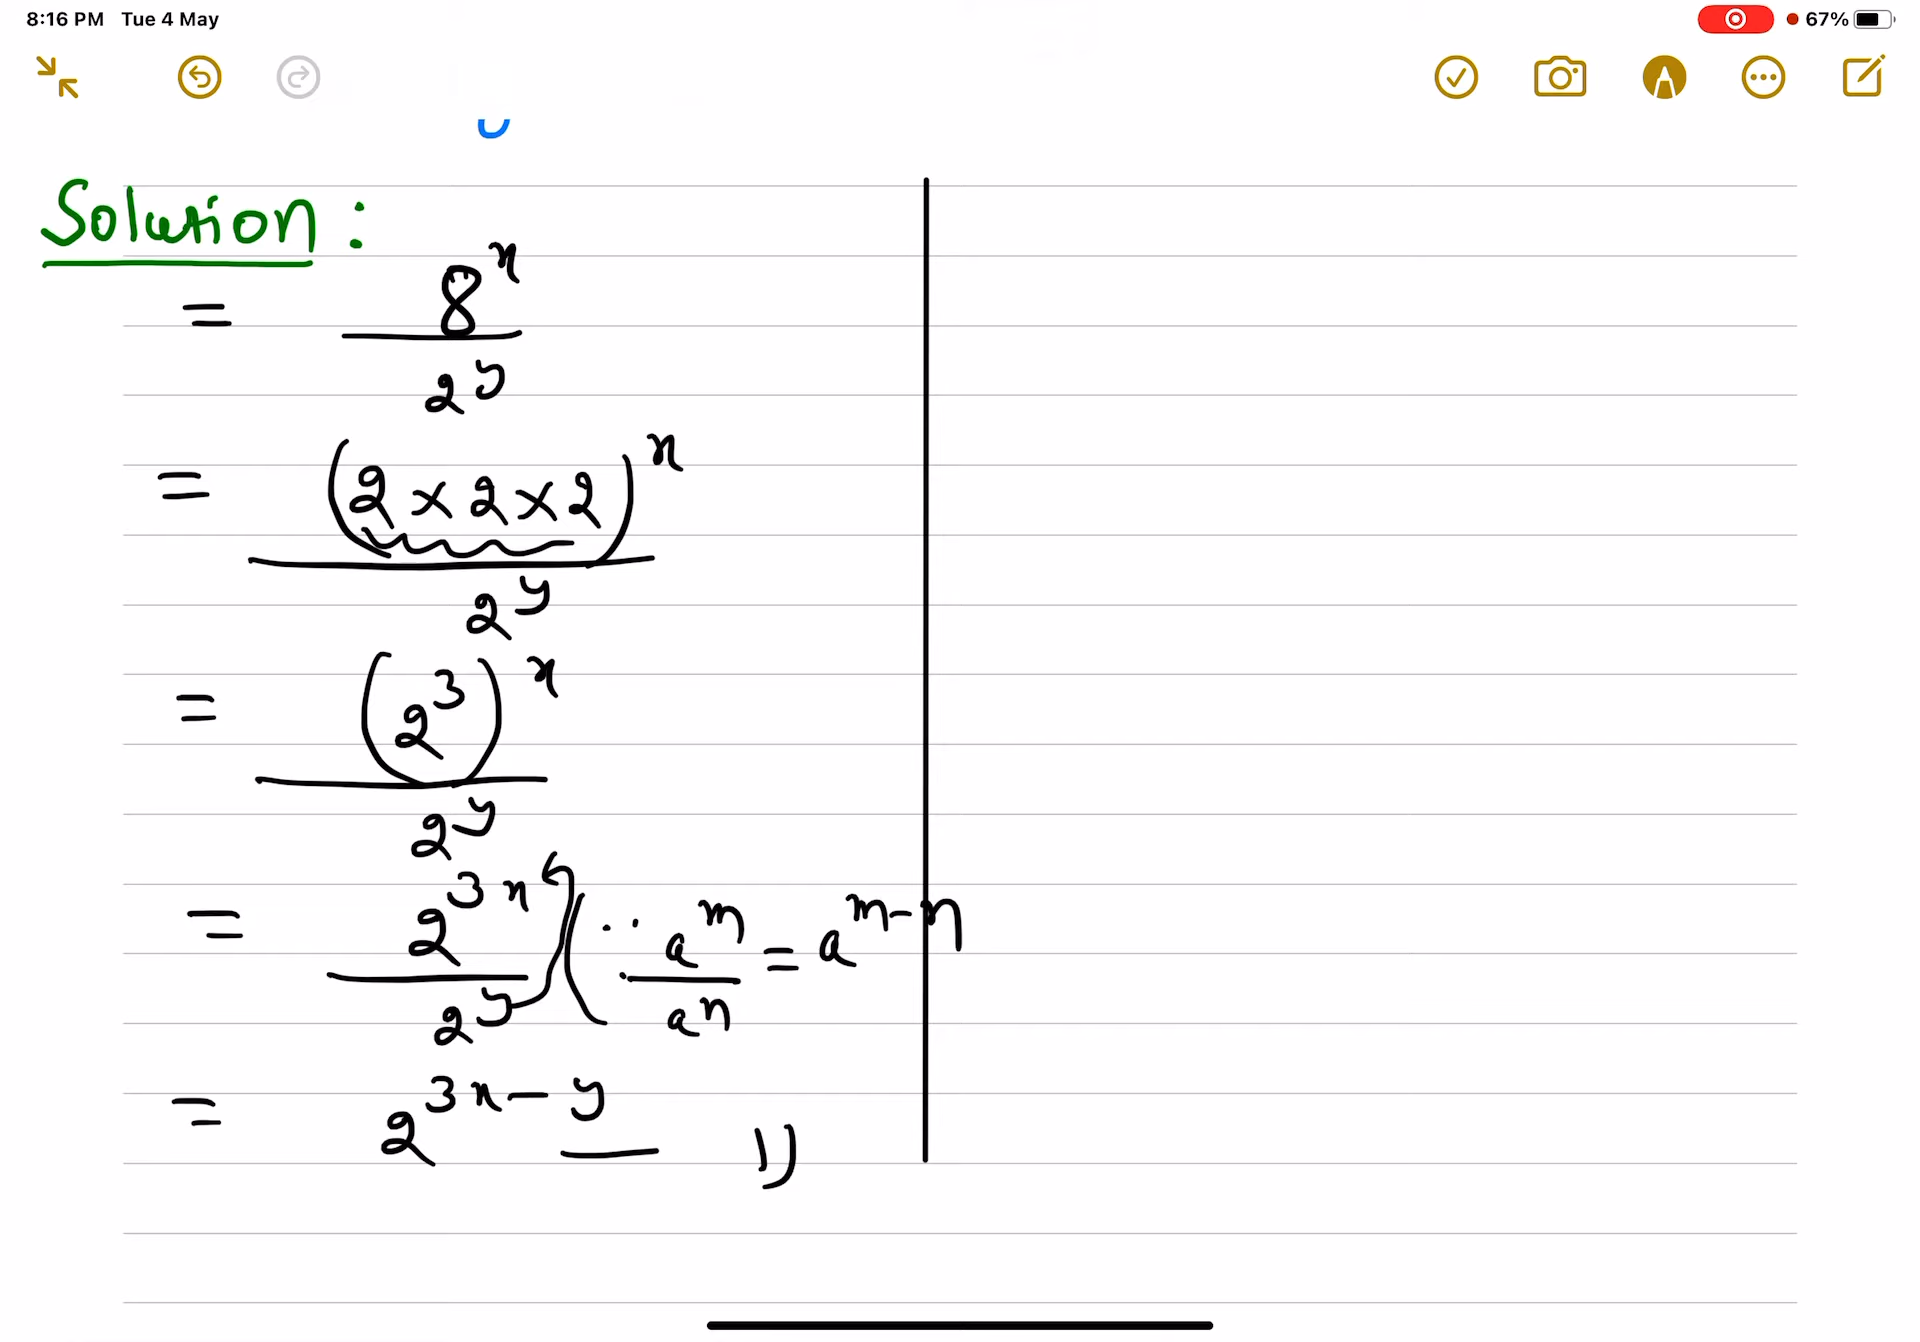 8:16 PM Tue 4 May
67%
Solution :
= 8^x / 2^y
= (2 × 2 × 2)^x / 2^y
= (2^3)^x / 2^y
= 2^{3x} / 2^y ( ∵ a^m / a^n = a^{m-n}
= 2^{3x-y} — 1)